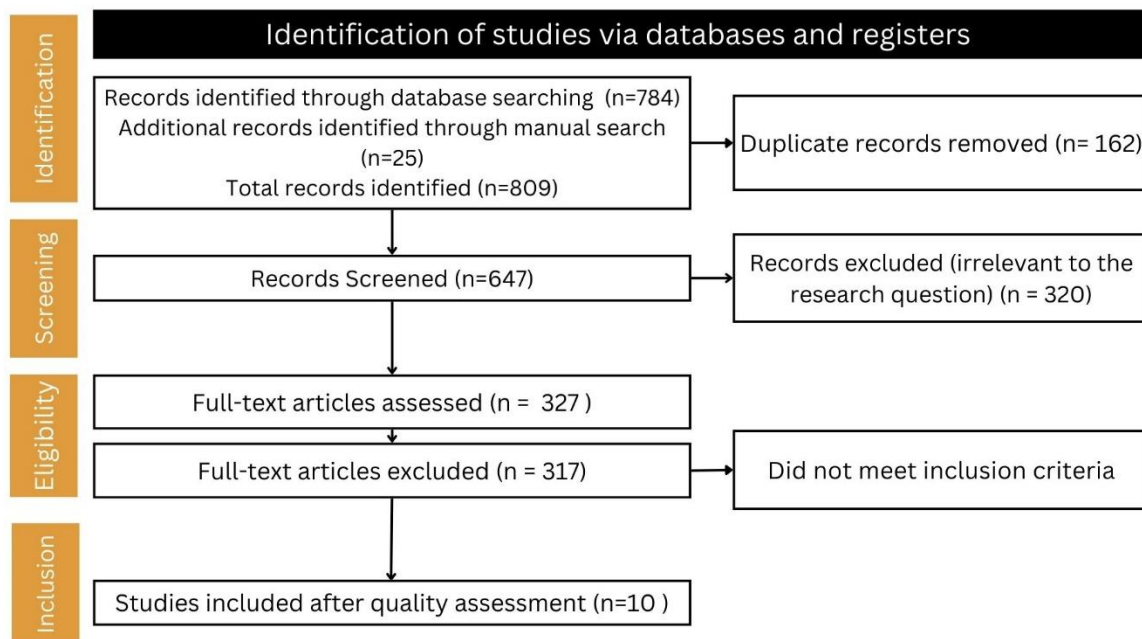 Identification of studies via databases and registers
Identification
Records identified through database searching (n=784)
Additional records identified through manual search
(n=25)
Total records identified (n=809)
Duplicate records removed (n= 162)
Screening
Records Screened (n=647)
Records excluded (irrelevant to the
research question) (n = 320)
Eligibility
Full-text articles assessed (n = 327 )
Full-text articles excluded (n = 317)
Did not meet inclusion criteria
Inclusion
Studies included after quality assessment (n=10 )